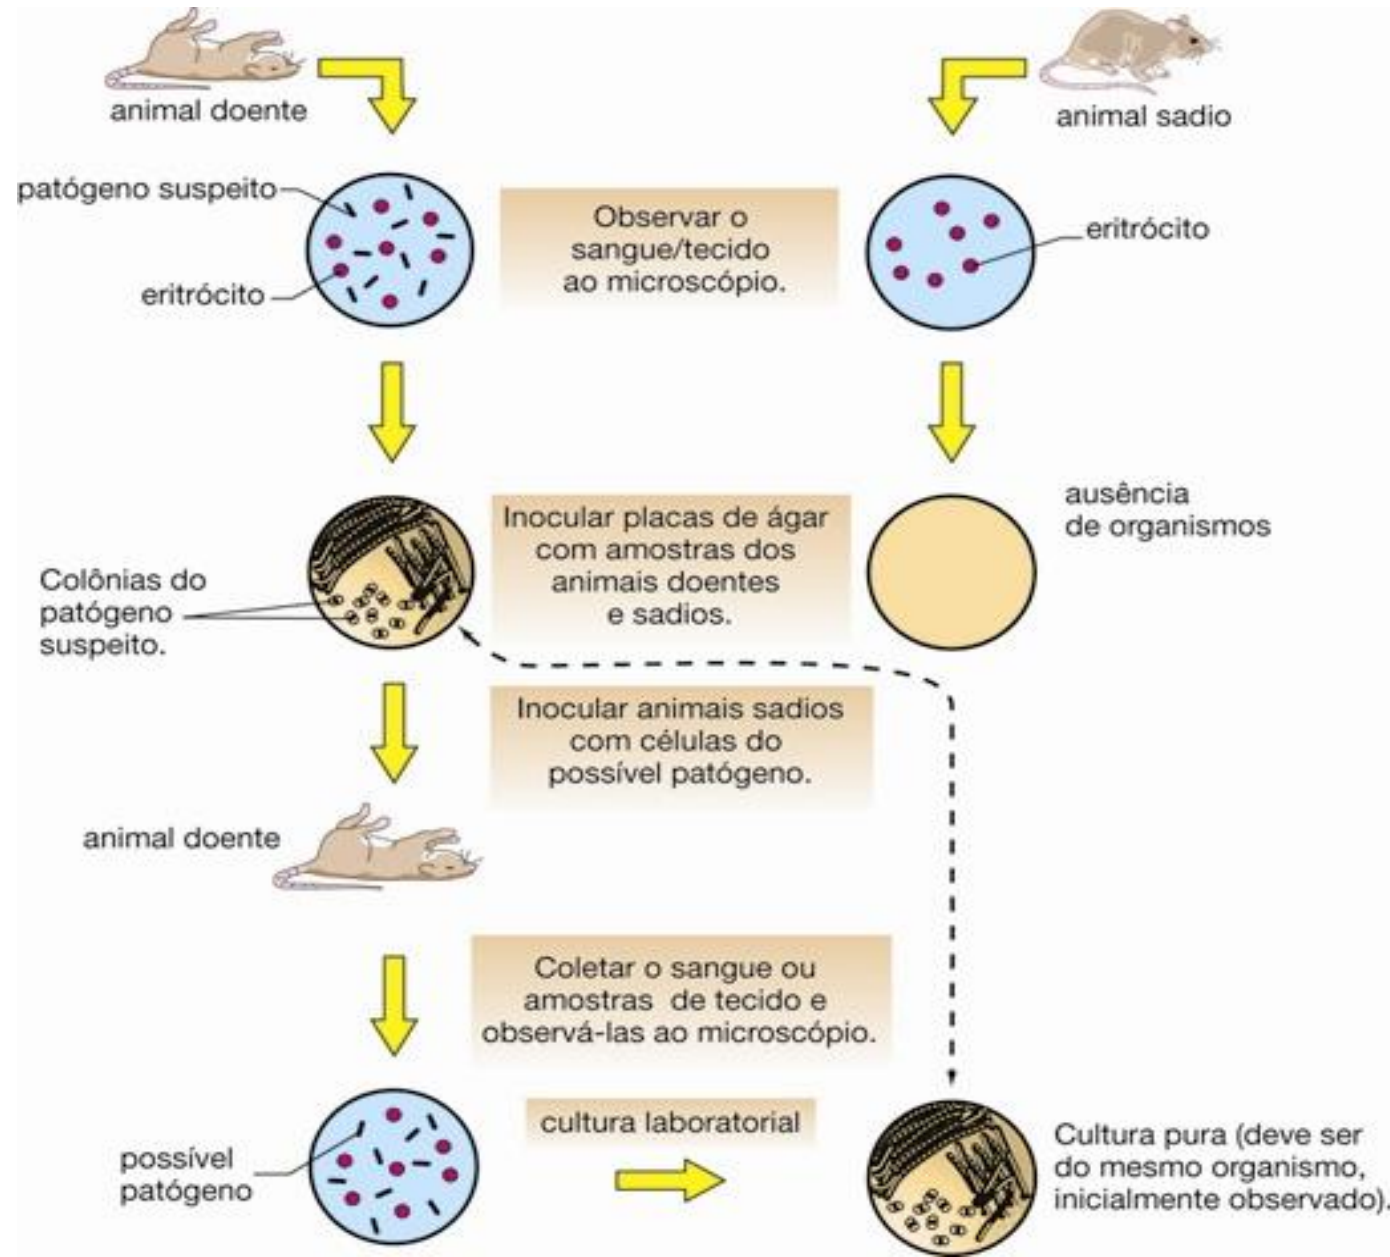 animal doente
animal sadio
patógeno suspeito
eritrócito
Observar o
sangue/tecido
ao microscópio.
eritrócito
Colônias do
patógeno
suspeito.
Inocular placas de ágar
com amostras dos
animais doentes
e sadios.
ausência
de organismos
Inocular animais sadios
com células do
possível patógeno.
animal doente
Coletar o sangue ou
amostras de tecido e
observá-las ao microscópio.
possível
patógeno
cultura laboratorial
Cultura pura (deve ser
do mesmo organismo,
inicialmente observado).